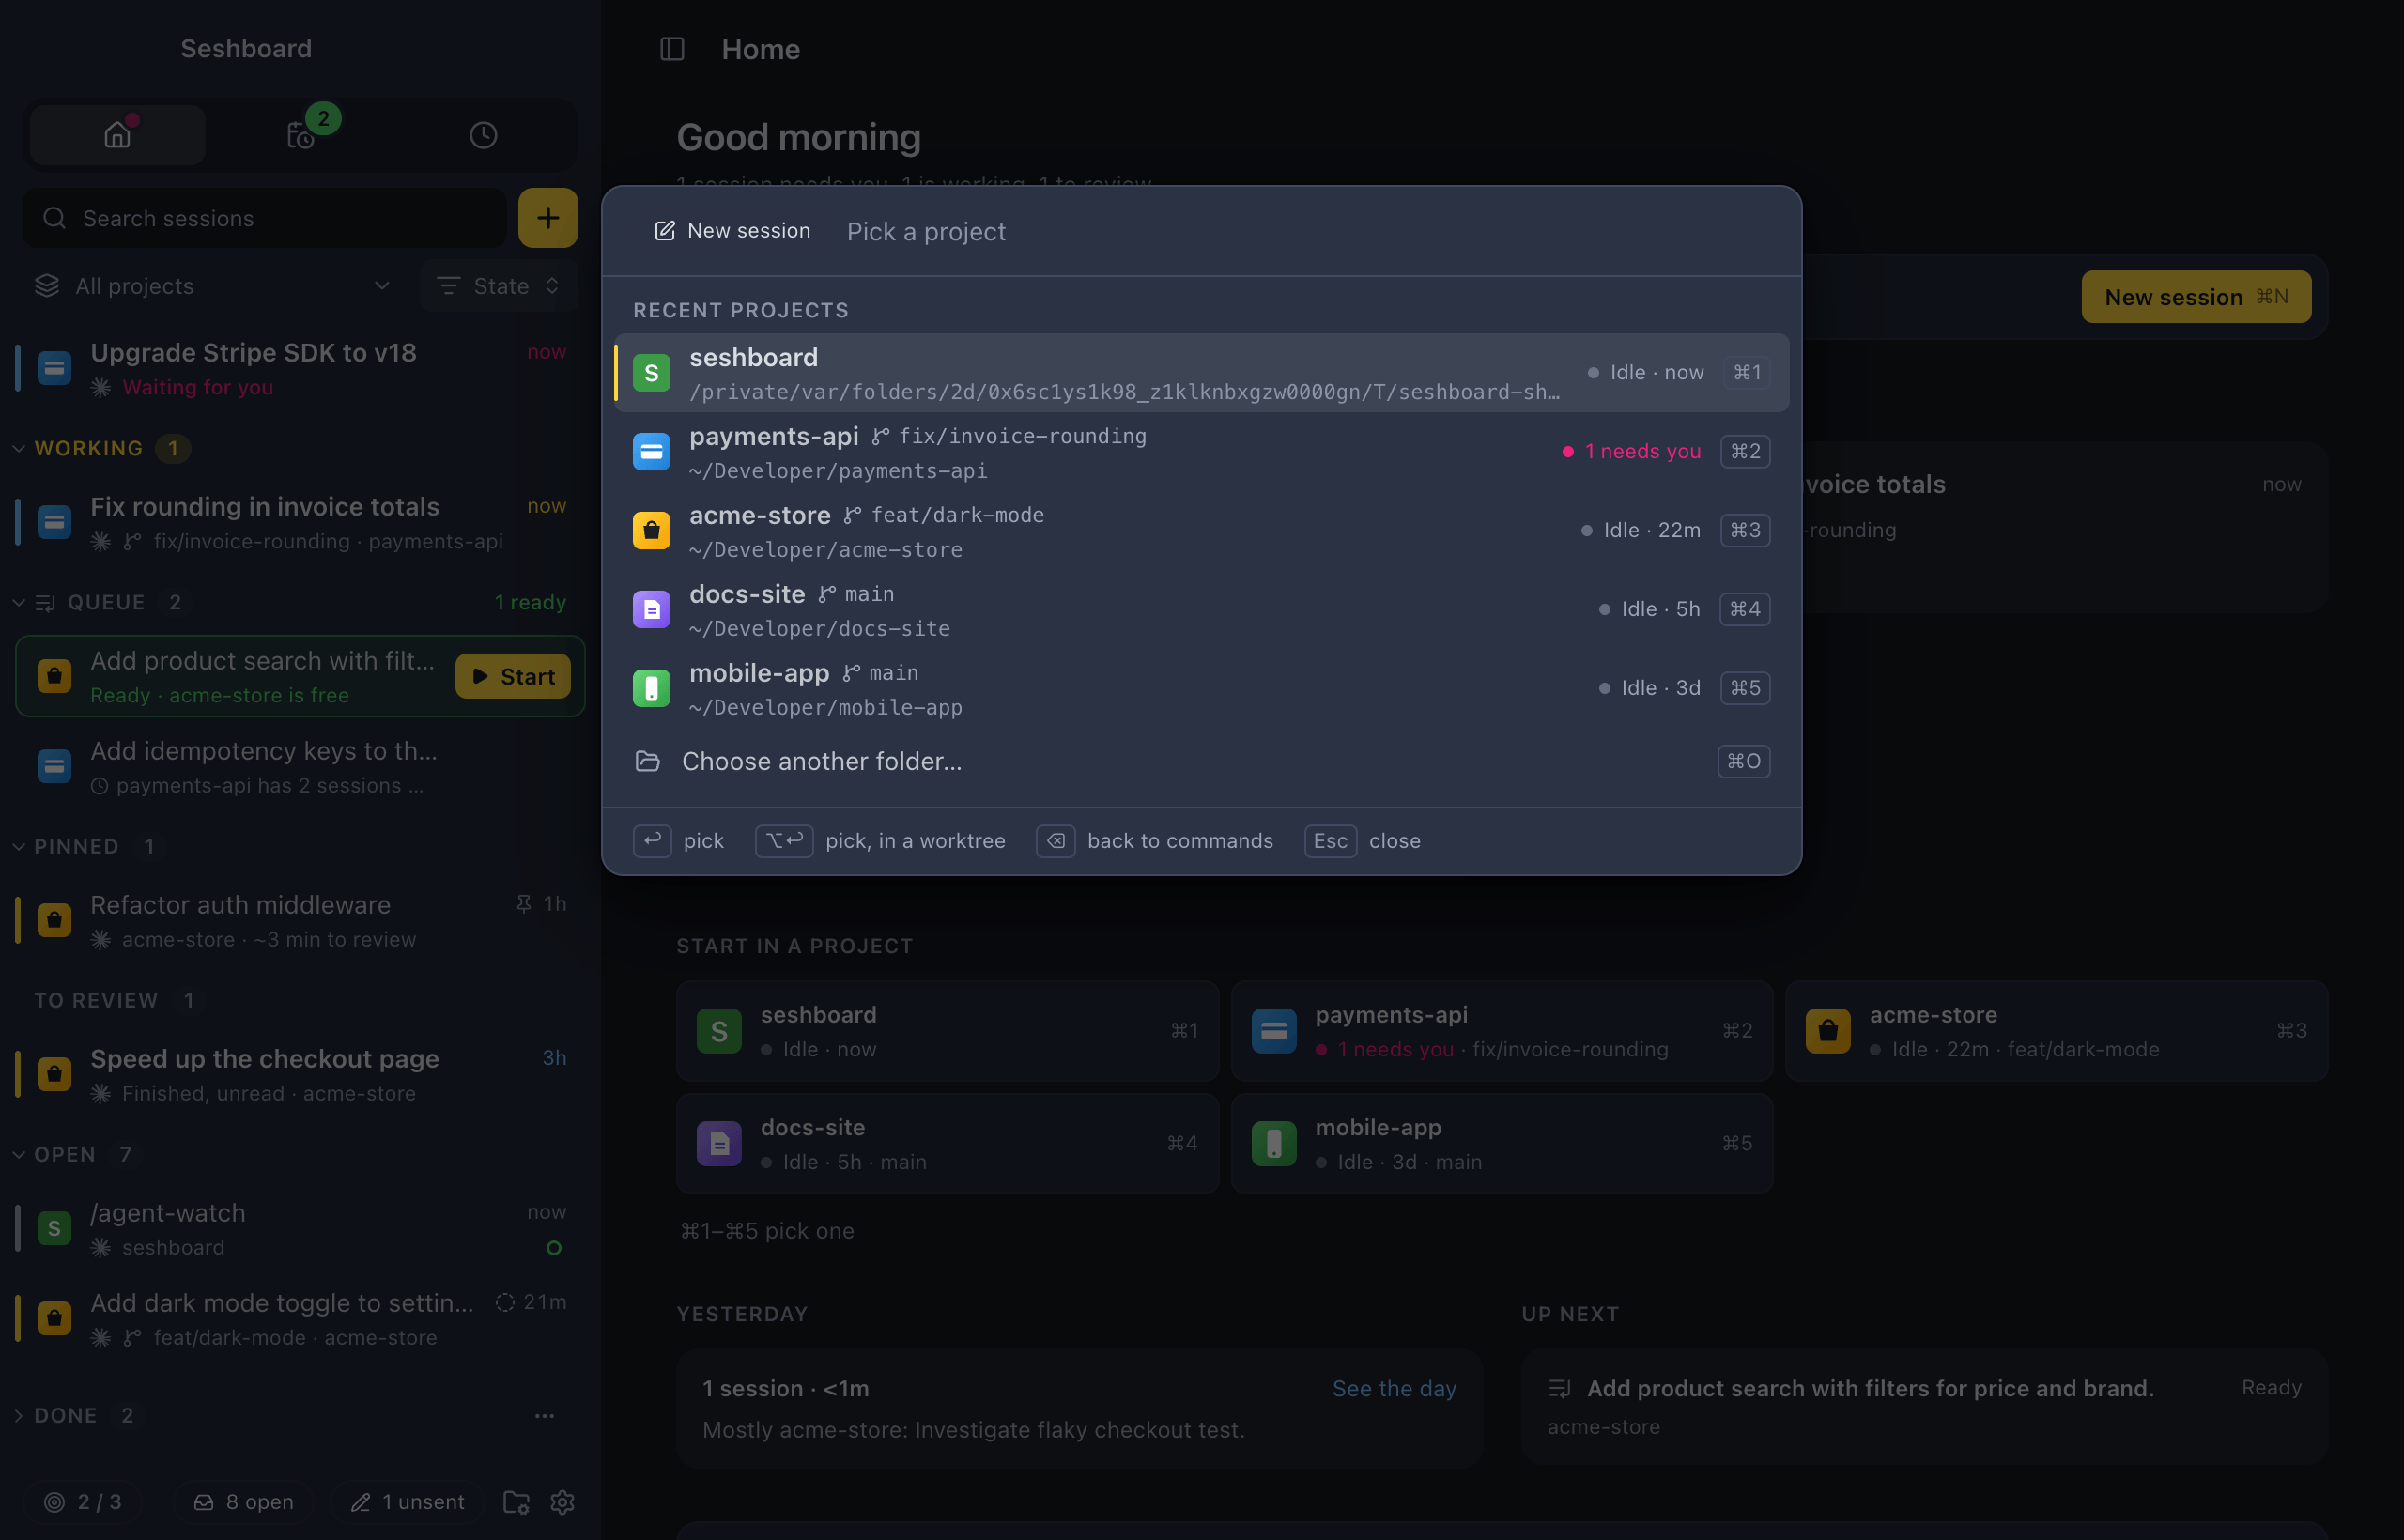 Seshboard
2
Search sessions
All projects
State
Upgrade Stripe SDK to v18
now
Waiting for you
WORKING 1
Fix rounding in invoice totals
now
fix/invoice-rounding · payments-api
QUEUE 2
1 ready
Add product search with filt...
Ready · acme-store is free
Start
Add idempotency keys to th...
payments-api has 2 sessions ...
PINNED 1
Refactor auth middleware
1h
acme-store · ~3 min to review
TO REVIEW 1
Speed up the checkout page
3h
Finished, unread · acme-store
OPEN 7
S
/agent-watch
now
seshboard
Add dark mode toggle to settin...
21m
feat/dark-mode · acme-store
DONE 2
2 / 3
8 open
1 unsent
Home
Good morning
1 session needs you, 1 is working, 1 to review
New session ⌘N
New session
Pick a project
RECENT PROJECTS
S
seshboard
/private/var/folders/2d/0x6sc1ys1k98_z1klknbxgzw0000gn/T/seshboard-sh…
Idle · now
⌘1
payments-api fix/invoice-rounding
~/Developer/payments-api
1 needs you
⌘2
acme-store feat/dark-mode
~/Developer/acme-store
Idle · 22m
⌘3
docs-site main
~/Developer/docs-site
Idle · 5h
⌘4
mobile-app main
~/Developer/mobile-app
Idle · 3d
⌘5
Choose another folder...
⌘O
↩ pick
⌥↩ pick, in a worktree
⌫ back to commands
Esc close
voice totals
now
-rounding
START IN A PROJECT
S
seshboard
Idle · now
⌘1
payments-api
1 needs you · fix/invoice-rounding
⌘2
acme-store
Idle · 22m · feat/dark-mode
⌘3
docs-site
Idle · 5h · main
⌘4
mobile-app
Idle · 3d · main
⌘5
⌘1–⌘5 pick one
YESTERDAY
1 session · <1m
See the day
Mostly acme-store: Investigate flaky checkout test.
UP NEXT
Add product search with filters for price and brand.
Ready
acme-store